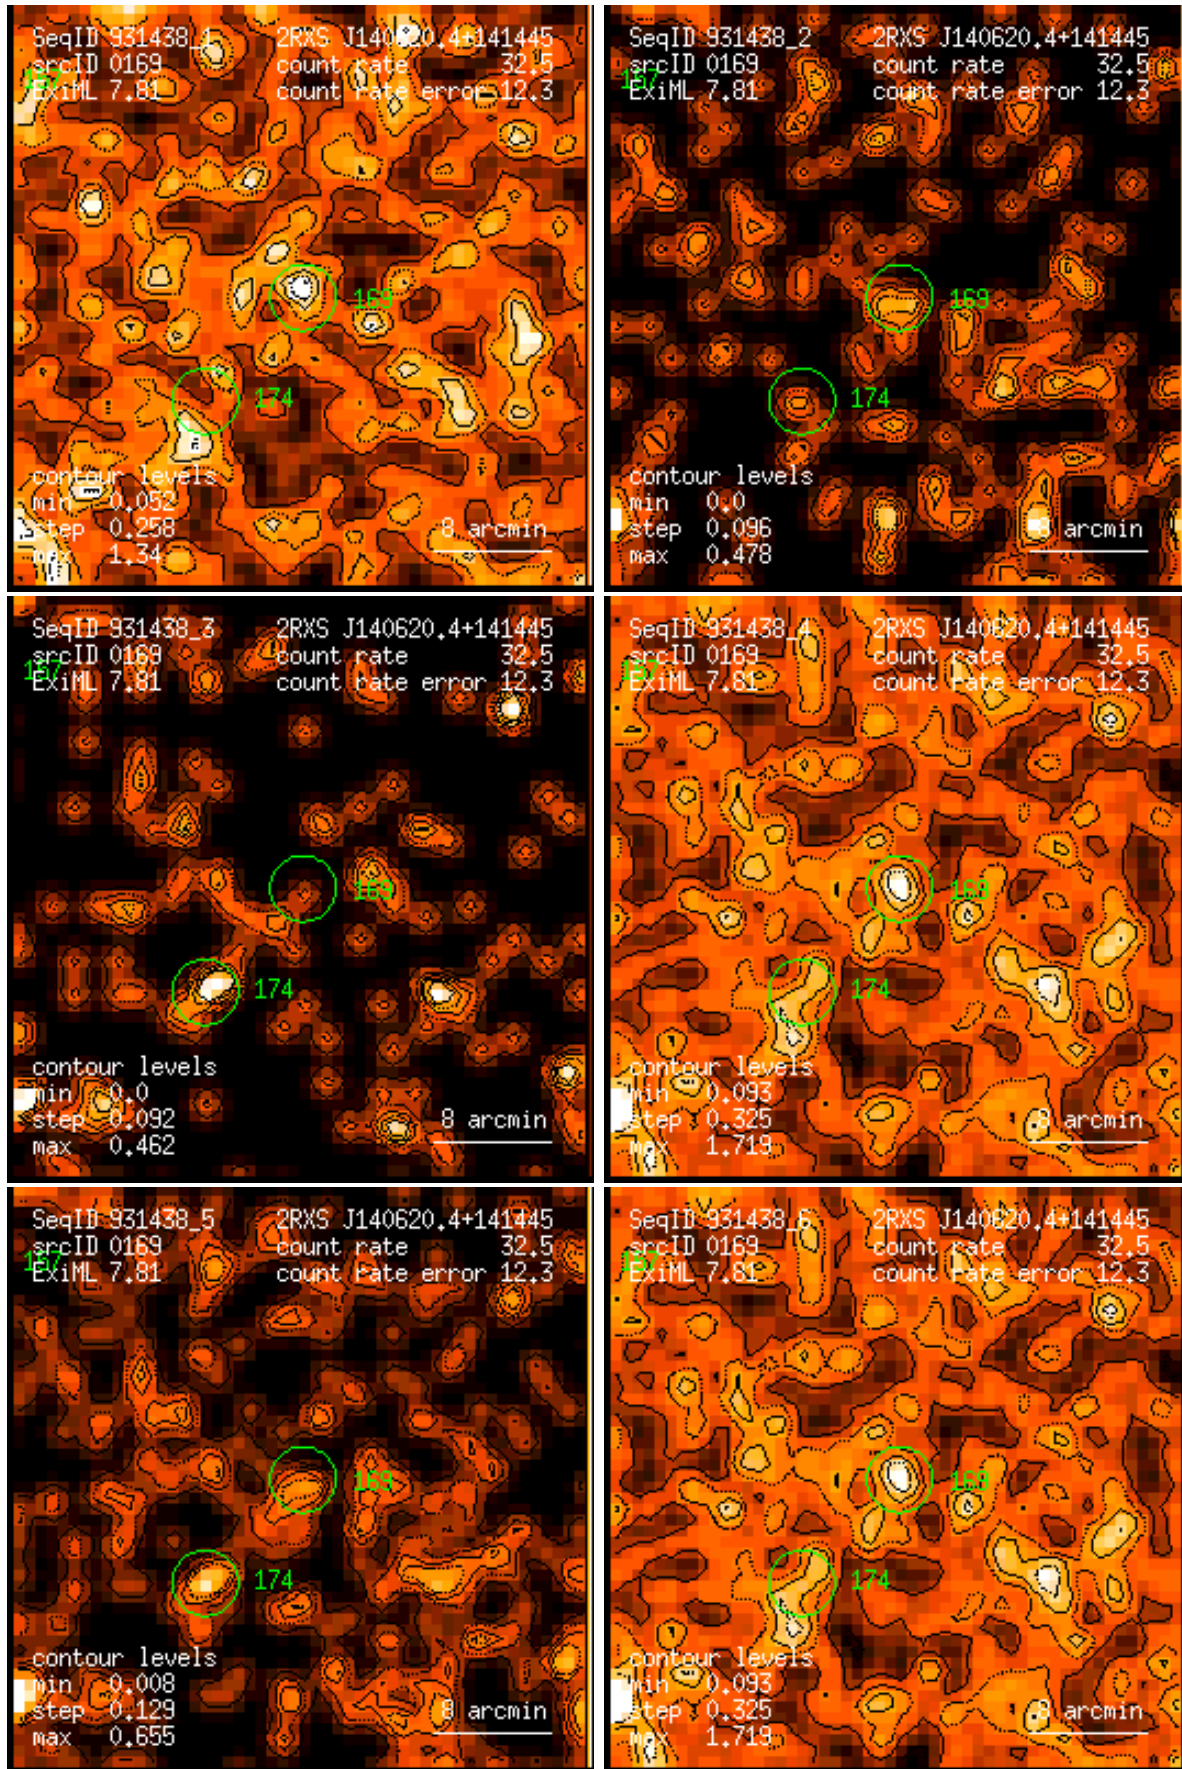 SeqID 931438_1 2RXS J140620.4+141445
srcID 0169 count rate 32.5
157
ExiML 7.81 count rate error 12.3
169
174
contour levels
min 0.052
step 0.258 8 arcmin
max 1.34
SeqID 931438_2 2RXS J140620.4+141445
srcID 0169 count rate 32.5
157
ExiML 7.81 count rate error 12.3
169
174
contour levels
min 0.0
step 0.096 8 arcmin
max 0.478
SeqID 931438_3 2RXS J140620.4+141445
srcID 0169 count rate 32.5
157
ExiML 7.81 count rate error 12.3
169
174
contour levels
min 0.0
step 0.092 8 arcmin
max 0.462
SeqID 931438_4 2RXS J140620.4+141445
srcID 0169 count rate 32.5
157
ExiML 7.81 count rate error 12.3
169
174
contour levels
min 0.093
step 0.325 8 arcmin
max 1.719
SeqID 931438_5 2RXS J140620.4+141445
srcID 0169 count rate 32.5
157
ExiML 7.81 count rate error 12.3
169
174
contour levels
min 0.008
step 0.129 8 arcmin
max 0.655
SeqID 931438_6 2RXS J140620.4+141445
srcID 0169 count rate 32.5
157
ExiML 7.81 count rate error 12.3
169
174
contour levels
min 0.093
step 0.325 8 arcmin
max 1.719